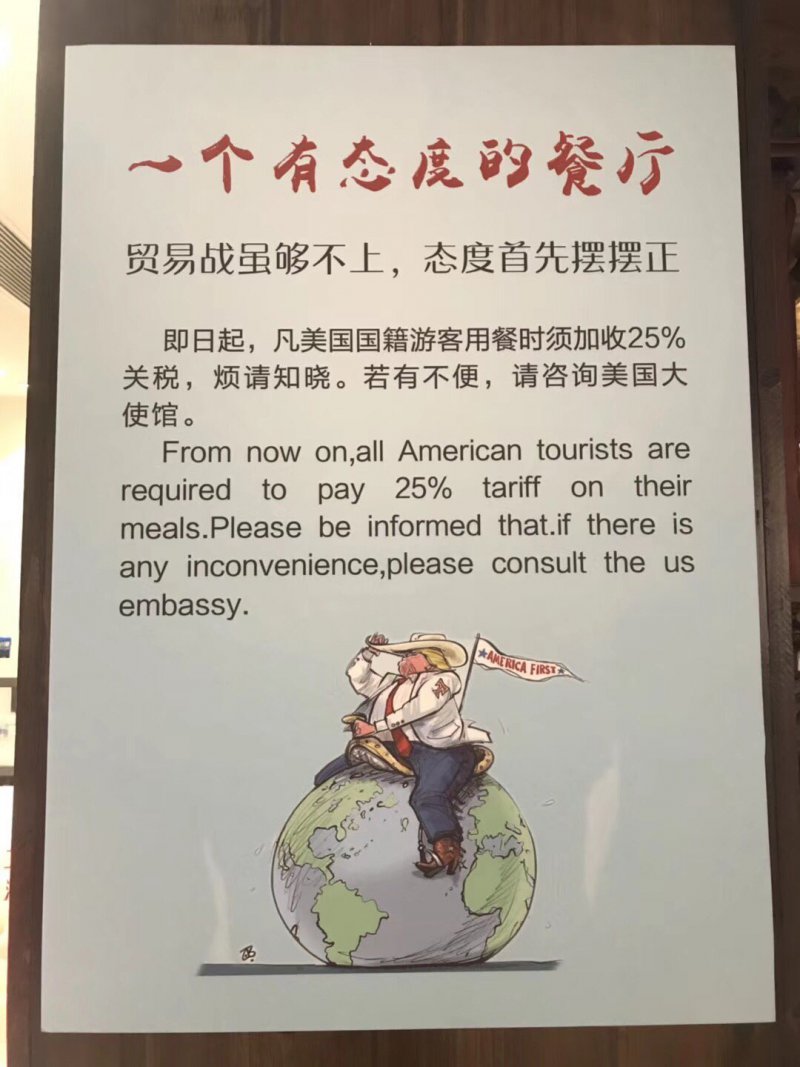 一个有态度的餐厅
贸易战虽够不上，态度首先摆摆正
即日起，凡美国国籍游客用餐时须加收25%
关税，烦请知晓。若有不便，请咨询美国大
使馆。
From now on,all American tourists are
required to pay 25% tariff on their
meals.Please be informed that.if there is
any inconvenience,please consult the us
embassy.
AMERICA FIRST